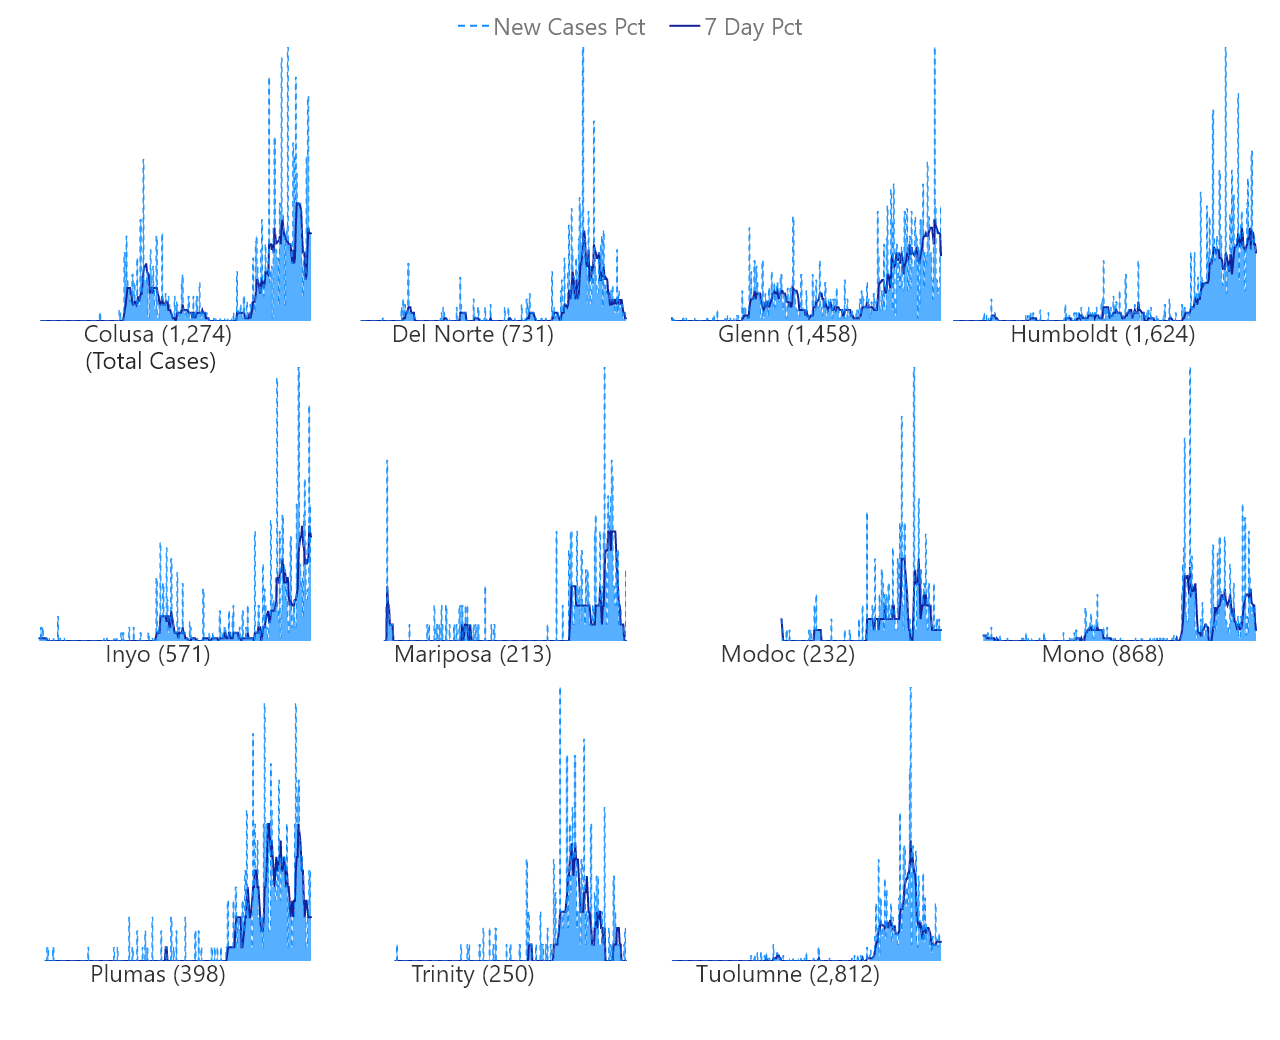 New Cases Pct 7 Day Pct
Colusa (1,274) Del Norte (731) Glenn (1,458) Humboldt (1,624)
(Total Cases)
Inyo (571) Mariposa (213) Modoc (232) Mono (868)
Plumas (398) Trinity (250) Tuolumne (2,812)